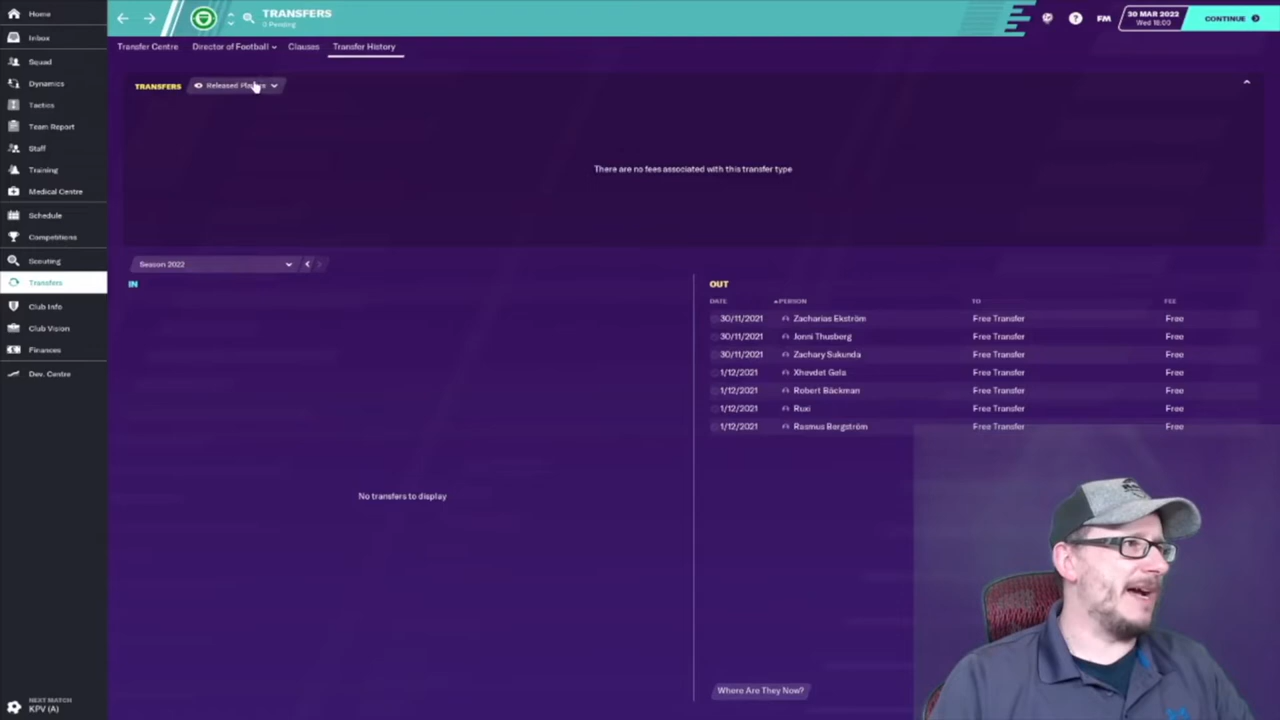 Home
Inbox
Squad
Dynamics
Tactics
Team Report
Staff
Training
Medical Centre
Schedule
Competitions
Scouting
Transfers
Club Info
Club Vision
Finances
Dev. Centre
NEXT MATCH
KPV (A)
TRANSFERS
0 Pending
FM
30 MAR 2022
Wed 18:00
CONTINUE
Transfer Centre
Director of Football
Clauses
Transfer History
TRANSFERS
Released Players
There are no fees associated with this transfer type
Season 2022
IN
No transfers to display
OUT
DATE PERSON TO FEE
30/11/2021 Zacharias Ekström Free Transfer Free
30/11/2021 Jonni Thusberg Free Transfer Free
30/11/2021 Zachary Sukunda Free Transfer Free
1/12/2021 Xhevdet Gela Free Transfer Free
1/12/2021 Robert Bäckman Free Transfer Free
1/12/2021 Ruxi Free Transfer Free
1/12/2021 Rasmus Bergström Free Transfer Free
Where Are They Now?